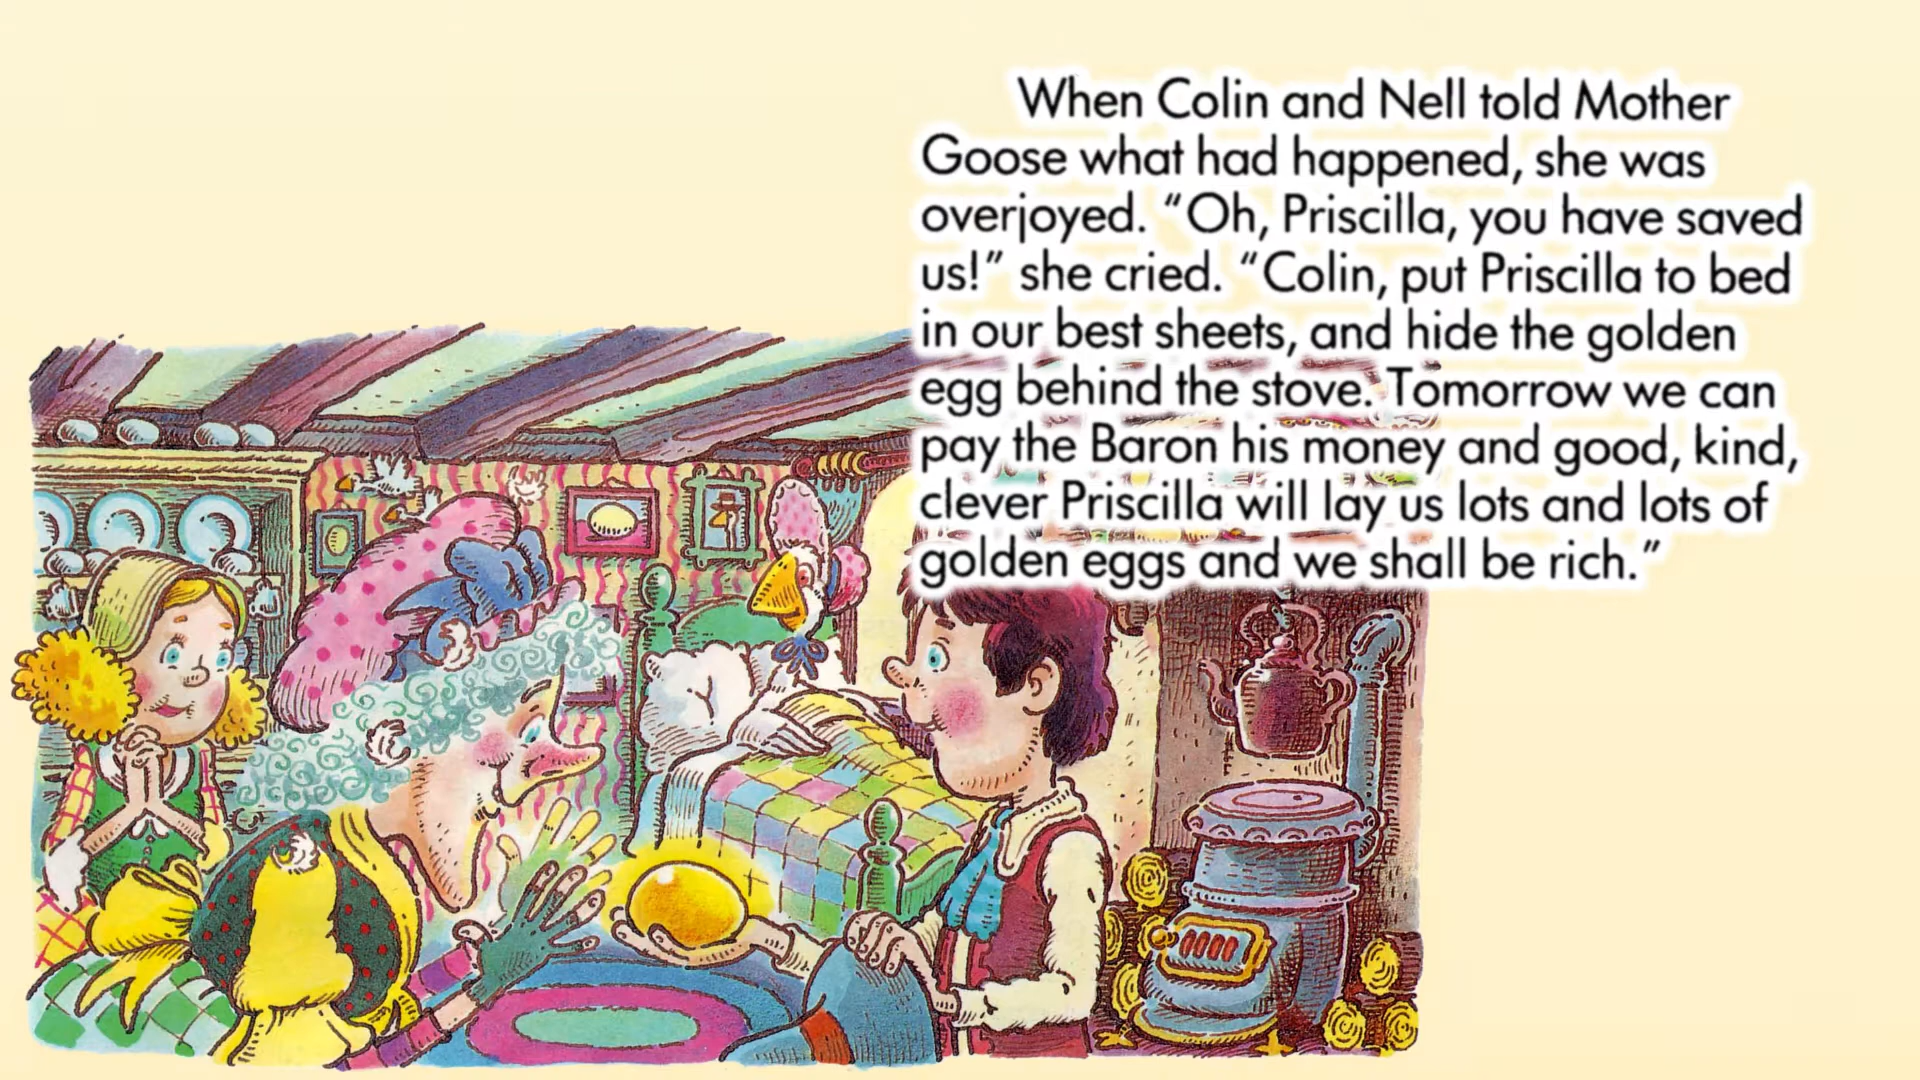 When Colin and Nell told Mother
Goose what had happened, she was
overjoyed. “Oh, Priscilla, you have saved
us!” she cried. “Colin, put Priscilla to bed
in our best sheets, and hide the golden
egg behind the stove. Tomorrow we can
pay the Baron his money and good, kind,
clever Priscilla will lay us lots and lots of
golden eggs and we shall be rich.”